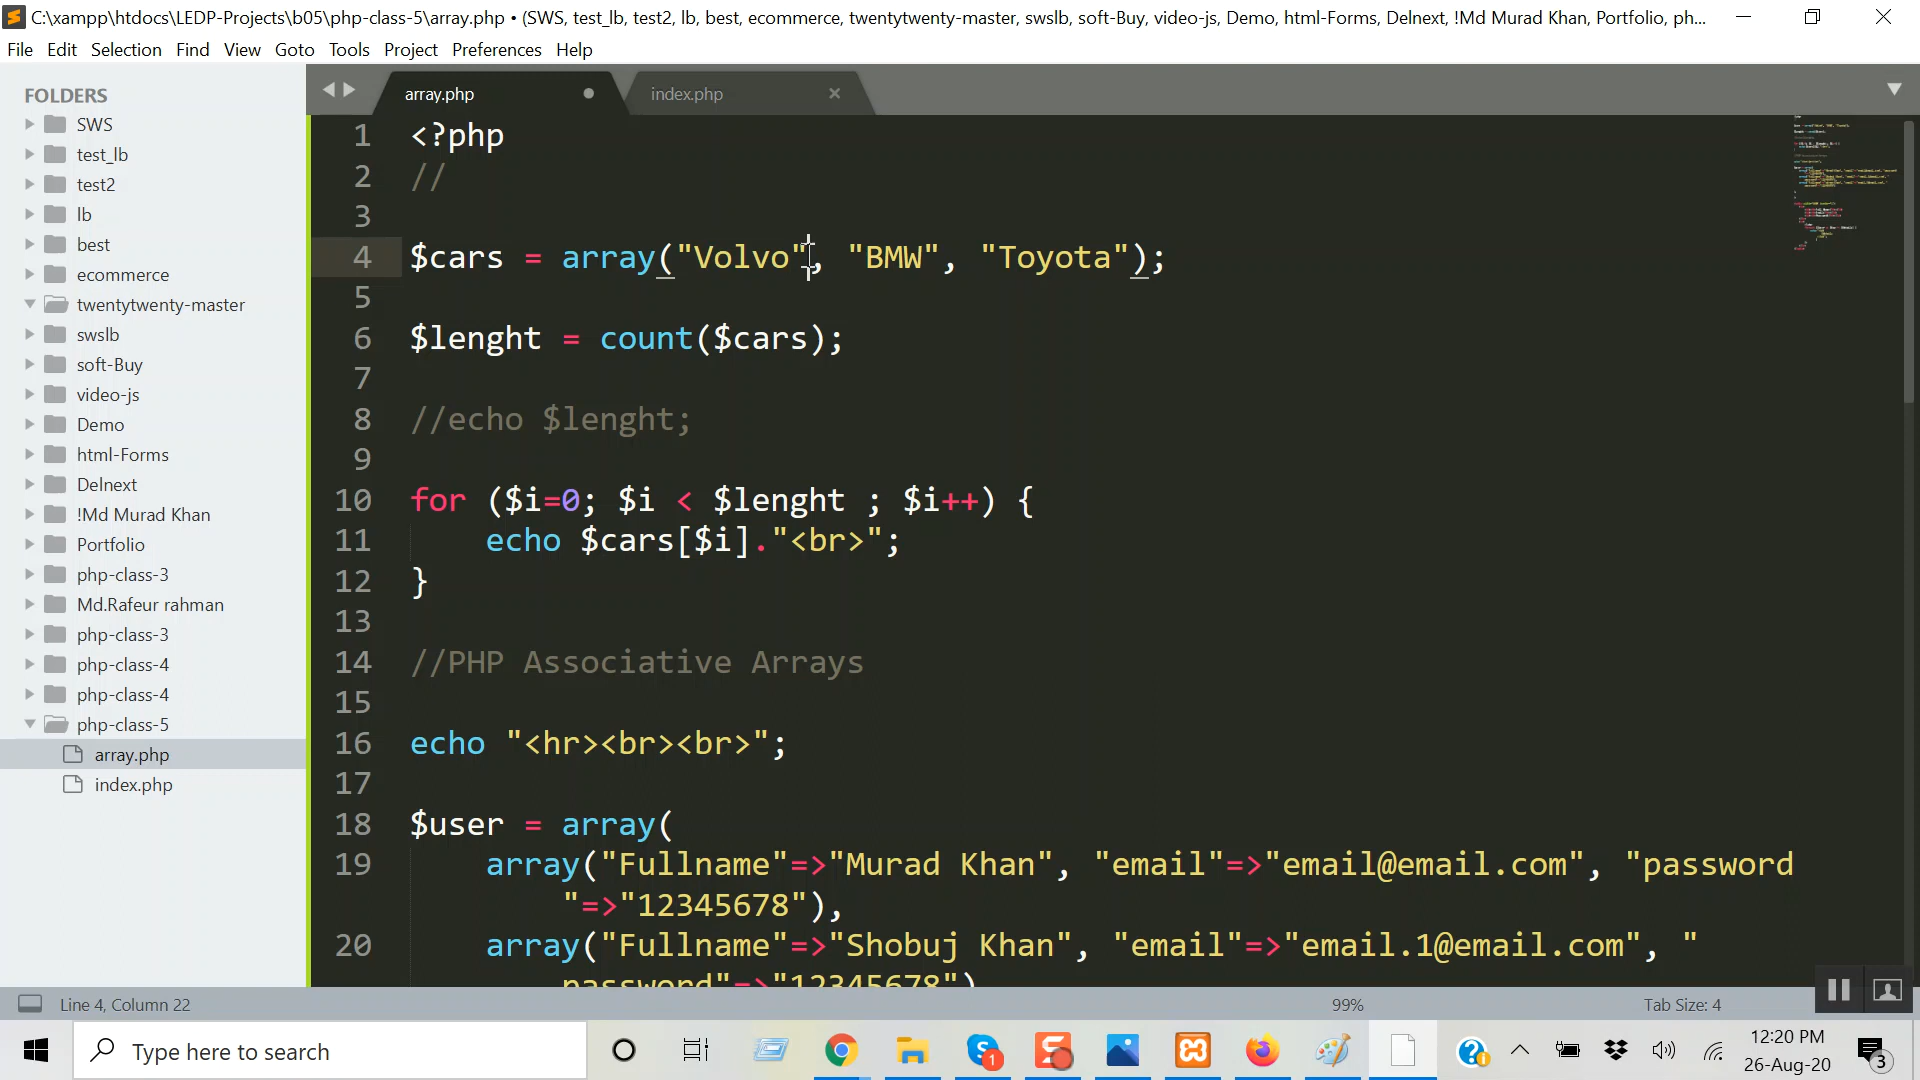 C:\xampp\htdocs\LEDP-Projects\b05\php-class-5\array.php • (SWS, test_lb, test2, lb, best, ecommerce, twentytwenty-master, swslb, soft-Buy, video-js, Demo, html-Forms, Delnext, !Md Murad Khan, Portfolio, ph...
File Edit Selection Find View Goto Tools Project Preferences Help
FOLDERS
SWS
test_lb
test2
lb
best
ecommerce
twentytwenty-master
swslb
soft-Buy
video-js
Demo
html-Forms
Delnext
!Md Murad Khan
Portfolio
php-class-3
Md.Rafeur rahman
php-class-3
php-class-4
php-class-4
php-class-5
array.php
index.php
array.php index.php
1 <?php
2 //
3
4 $cars = array("Volvo", "BMW", "Toyota");
5
6 $lenght = count($cars);
7
8 //echo $lenght;
9
10 for ($i=0; $i < $lenght ; $i++) {
11 echo $cars[$i]."<br>";
12 }
13
14 //PHP Associative Arrays
15
16 echo "<hr><br><br>";
17
18 $user = array(
19 array("Fullname"=>"Murad Khan", "email"=>"email@email.com", "password
"=>"12345678"),
20 array("Fullname"=>"Shobuj Khan", "email"=>"email.1@email.com", "
password"=>"12345678")
Line 4, Column 22 99% Tab Size: 4
Type here to search
1
12:20 PM
26-Aug-20
3